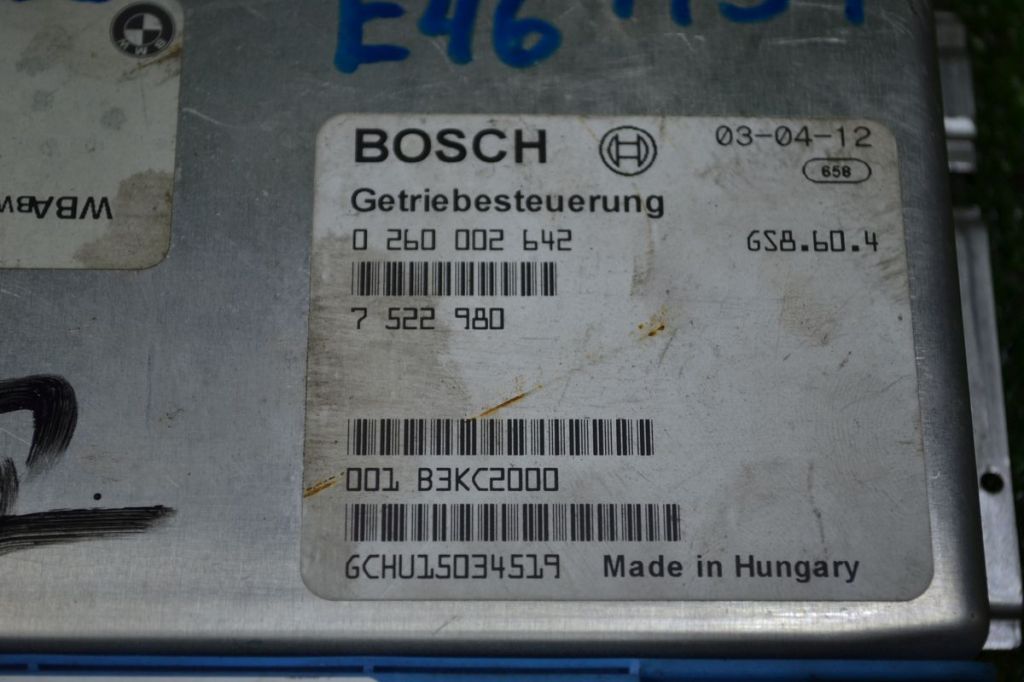 E46
BMW
BOSCH 03-04-12
658
Getriebesteuerung
0 260 002 642 GS8.60.4
7 522 980
001 B3KC2000
GCHU15034519 Made in Hungary